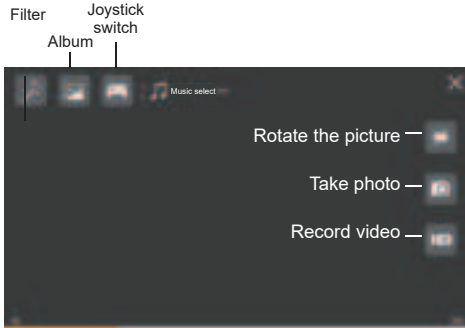 Filter
Joystick
switch
Album
Music select
Rotate the picture
Take photo
Record video